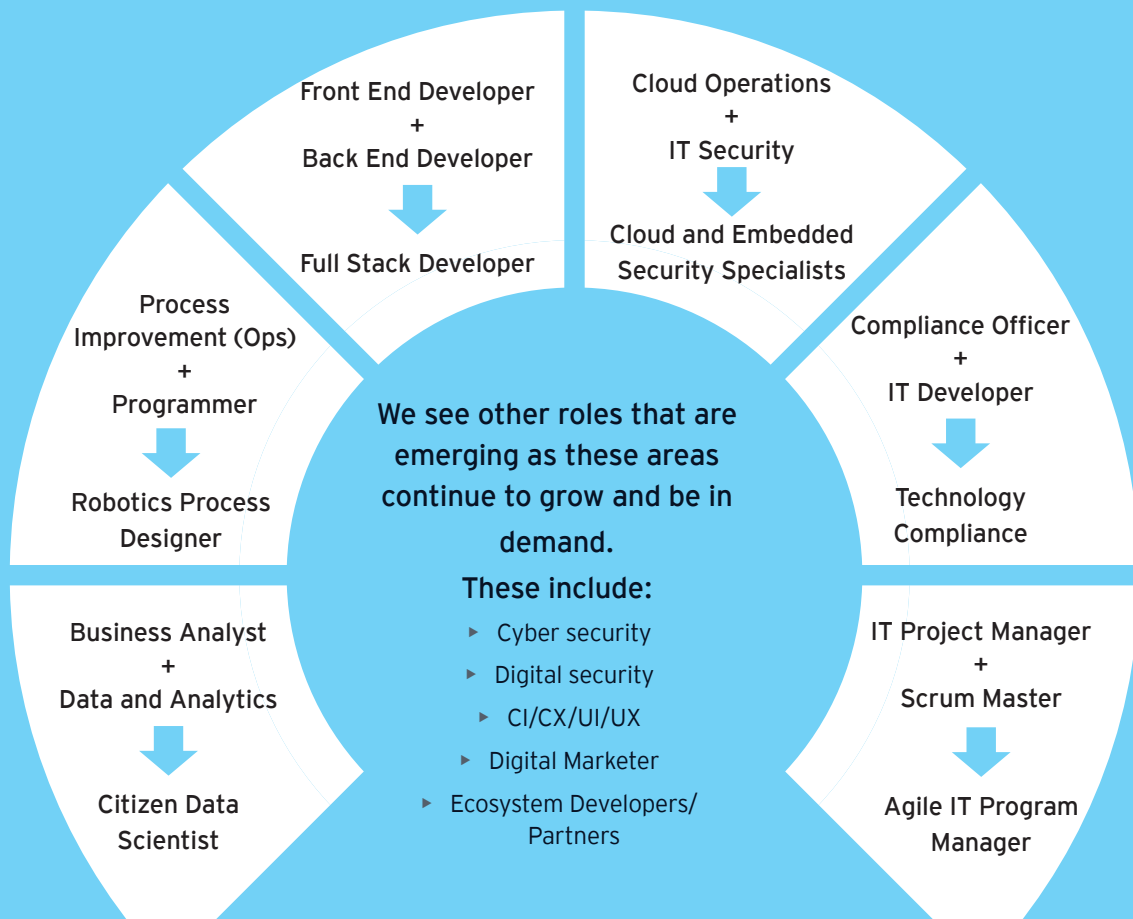 Front End Developer
+
Back End Developer
Full Stack Developer
Cloud Operations
+
IT Security
Cloud and Embedded
Security Specialists
Process
Improvement (Ops)
+
Programmer
Robotics Process
Designer
Compliance Officer
+
IT Developer
Technology
Compliance
Business Analyst
+
Data and Analytics
Citizen Data
Scientist
We see other roles that are
emerging as these areas
continue to grow and be in
demand.
These include:
▸ Cyber security
▸ Digital security
▸ CI/CX/UI/UX
▸ Digital Marketer
▸ Ecosystem Developers/
Partners
IT Project Manager
+
Scrum Master
Agile IT Program
Manager